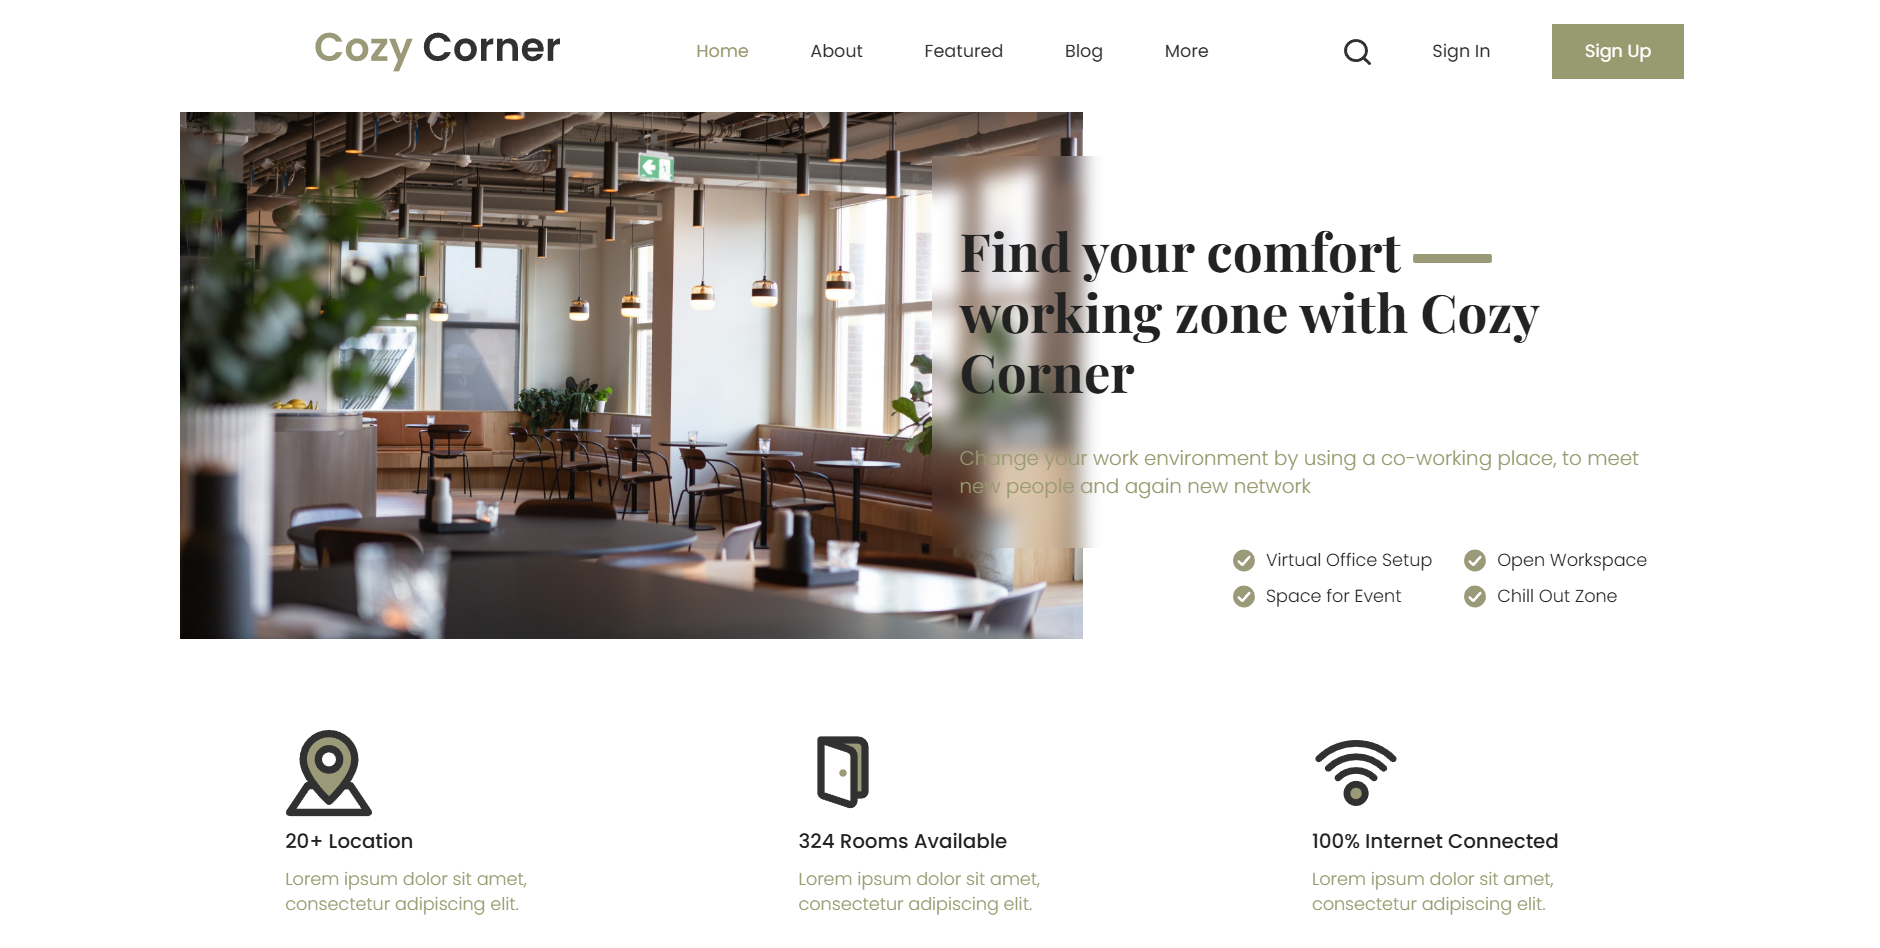 Cozy Corner
Home
About
Featured
Blog
More
Sign In
Sign Up
Find your comfort
working zone with Cozy
Corner
Change your work environment by using a co-working place, to meet
new people and again new network
Virtual Office Setup
Open Workspace
Space for Event
Chill Out Zone
20+ Location
Lorem ipsum dolor sit amet,
consectetur adipiscing elit.
324 Rooms Available
Lorem ipsum dolor sit amet,
consectetur adipiscing elit.
100% Internet Connected
Lorem ipsum dolor sit amet,
consectetur adipiscing elit.